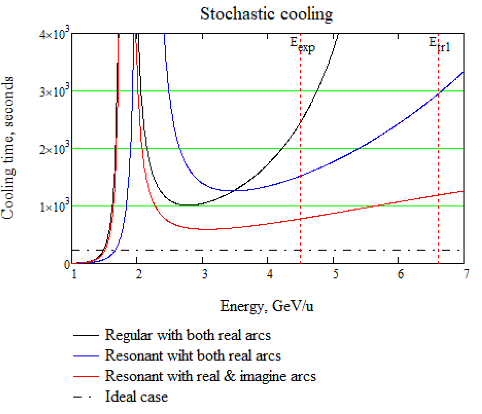 Stochastic cooling
Cooling time, seconds
4×10³
3×10³
2×10³
1×10³
0
E_exp
E_tr1
1 2 3 4 5 6 7
Energy, GeV/u
Regular with both real arcs
Resonant wiht both real arcs
Resonant with real & imagine arcs
Ideal case